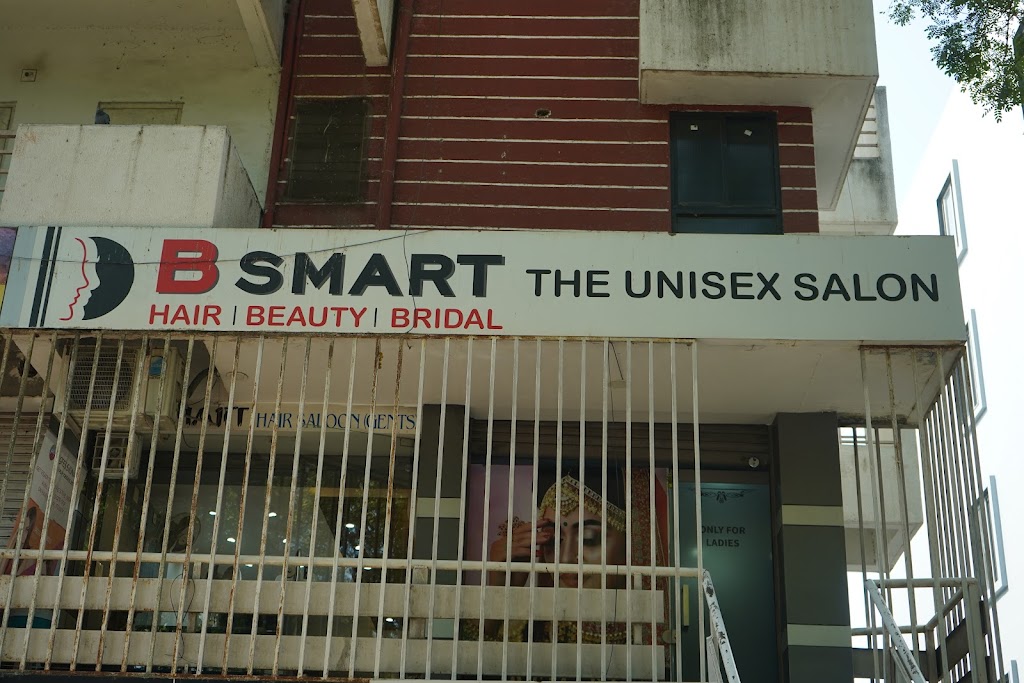 B SMART THE UNISEX SALON
HAIR | BEAUTY | BRIDAL
HAIR SALOON (GENTS
ONLY FOR
LADIES